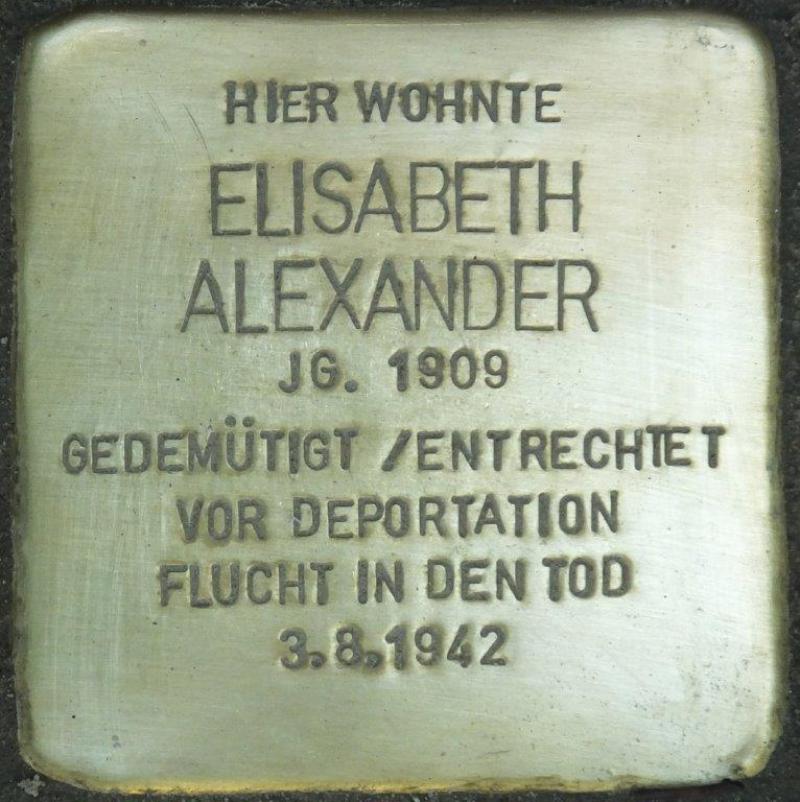 HIER WOHNTE
ELISABETH
ALEXANDER
JG. 1909
GEDEMÜTIGT / ENTRECHTET
VOR DEPORTATION
FLUCHT IN DEN TOD
3.8.1942